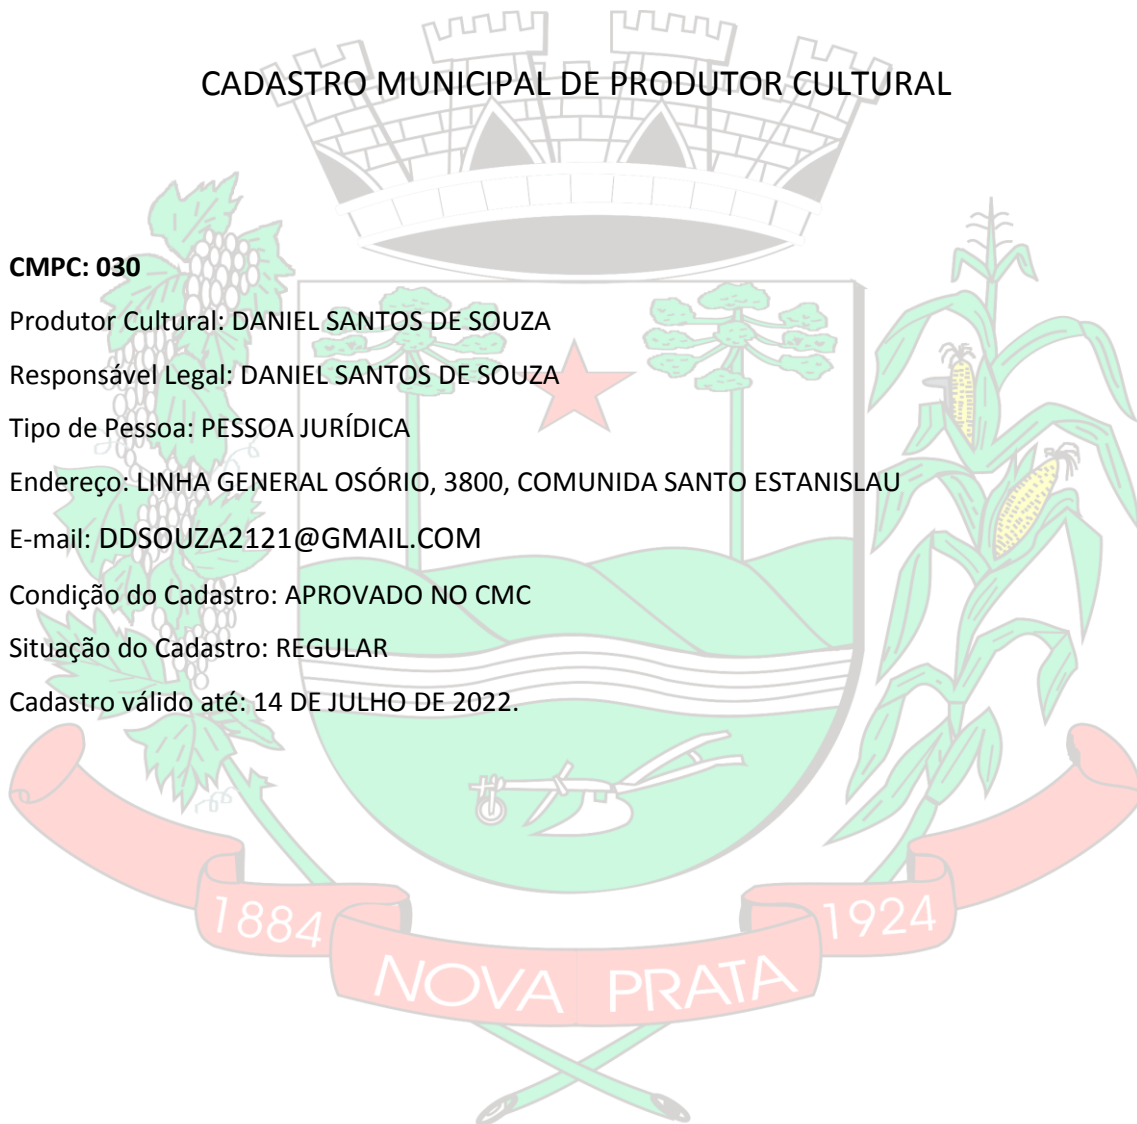 CADASTRO MUNICIPAL DE PRODUTOR CULTURAL
CMPC: 030
Produtor Cultural: DANIEL SANTOS DE SOUZA
Responsável Legal: DANIEL SANTOS DE SOUZA
Tipo de Pessoa: PESSOA JURÍDICA
Endereço: LINHA GENERAL OSÓRIO, 3800, COMUNIDA SANTO ESTANISLAU
E-mail: DDSOUZA2121@GMAIL.COM
Condição do Cadastro: APROVADO NO CMC
Situação do Cadastro: REGULAR
Cadastro válido até: 14 DE JULHO DE 2022.
1884
1924
NOVA PRATA